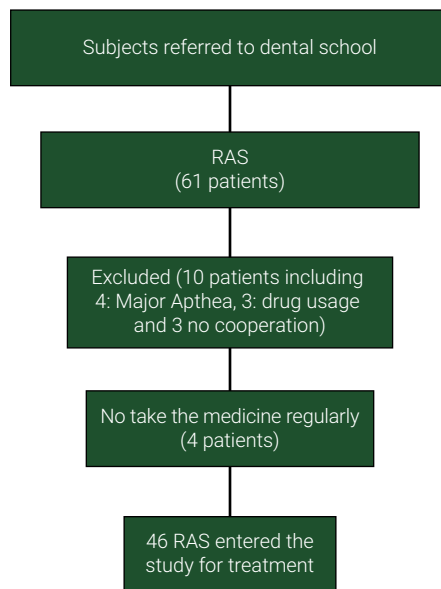 Subjects referred to dental school
RAS
(61 patients)
Excluded (10 patients including
4: Major Apthea, 3: drug usage
and 3 no cooperation)
No take the medicine regularly
(4 patients)
46 RAS entered the
study for treatment